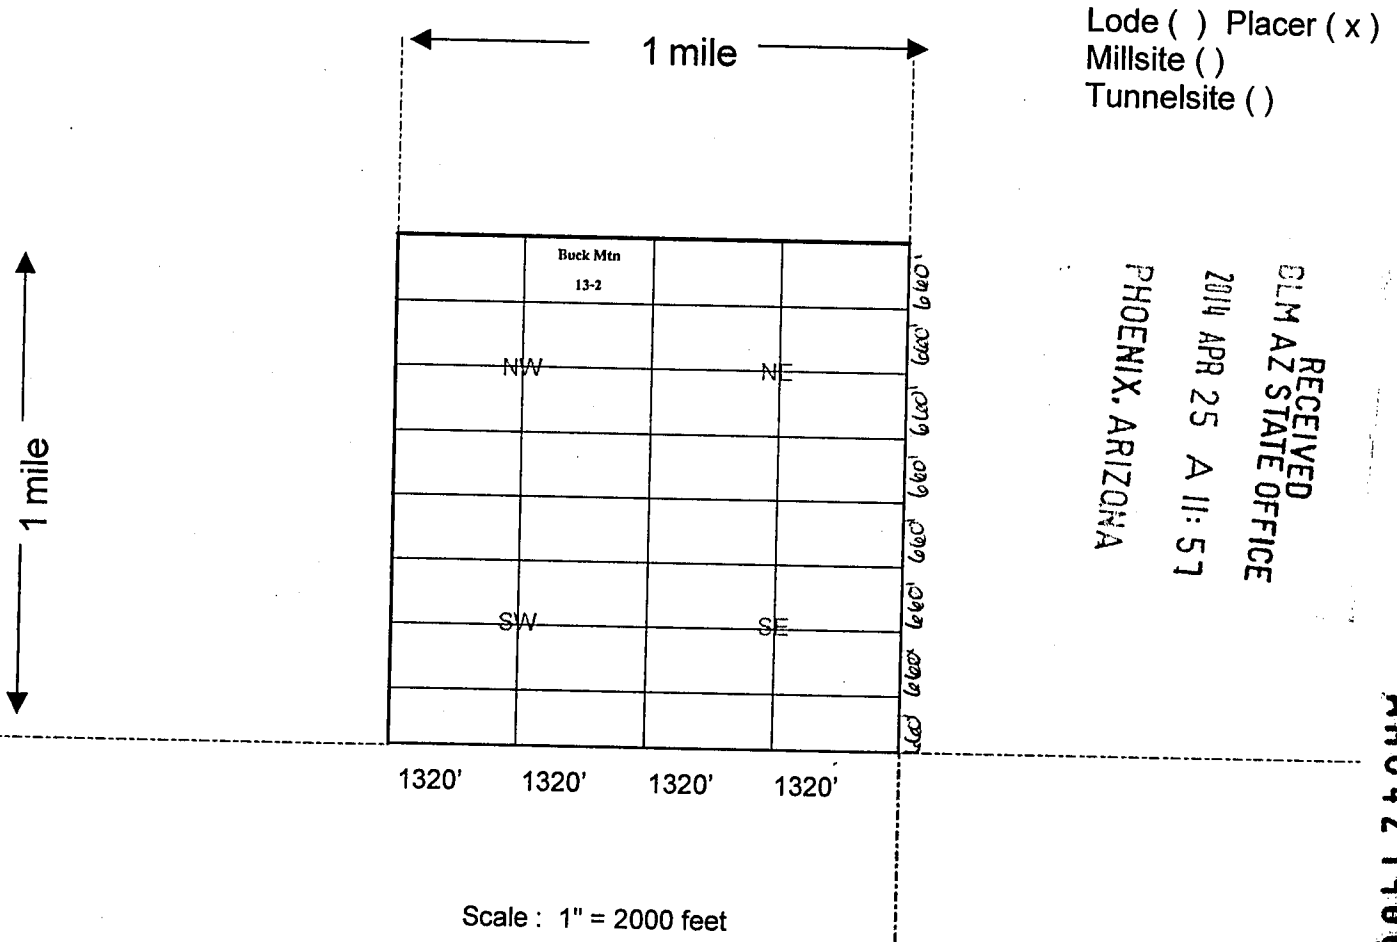 1 mile
Lode ( ) Placer ( x )
Millsite ( )
Tunnelsite ( )
Buck Mtn
13-2
NW
NE
SW
SE
660'
660'
660'
660'
660'
660'
660'
660'
1 mile
1320' 1320' 1320' 1320'
Scale : 1" = 2000 feet
RECEIVED
BLM AZ STATE OFFICE
2014 APR 25 A 11: 57
PHOENIX, ARIZONA